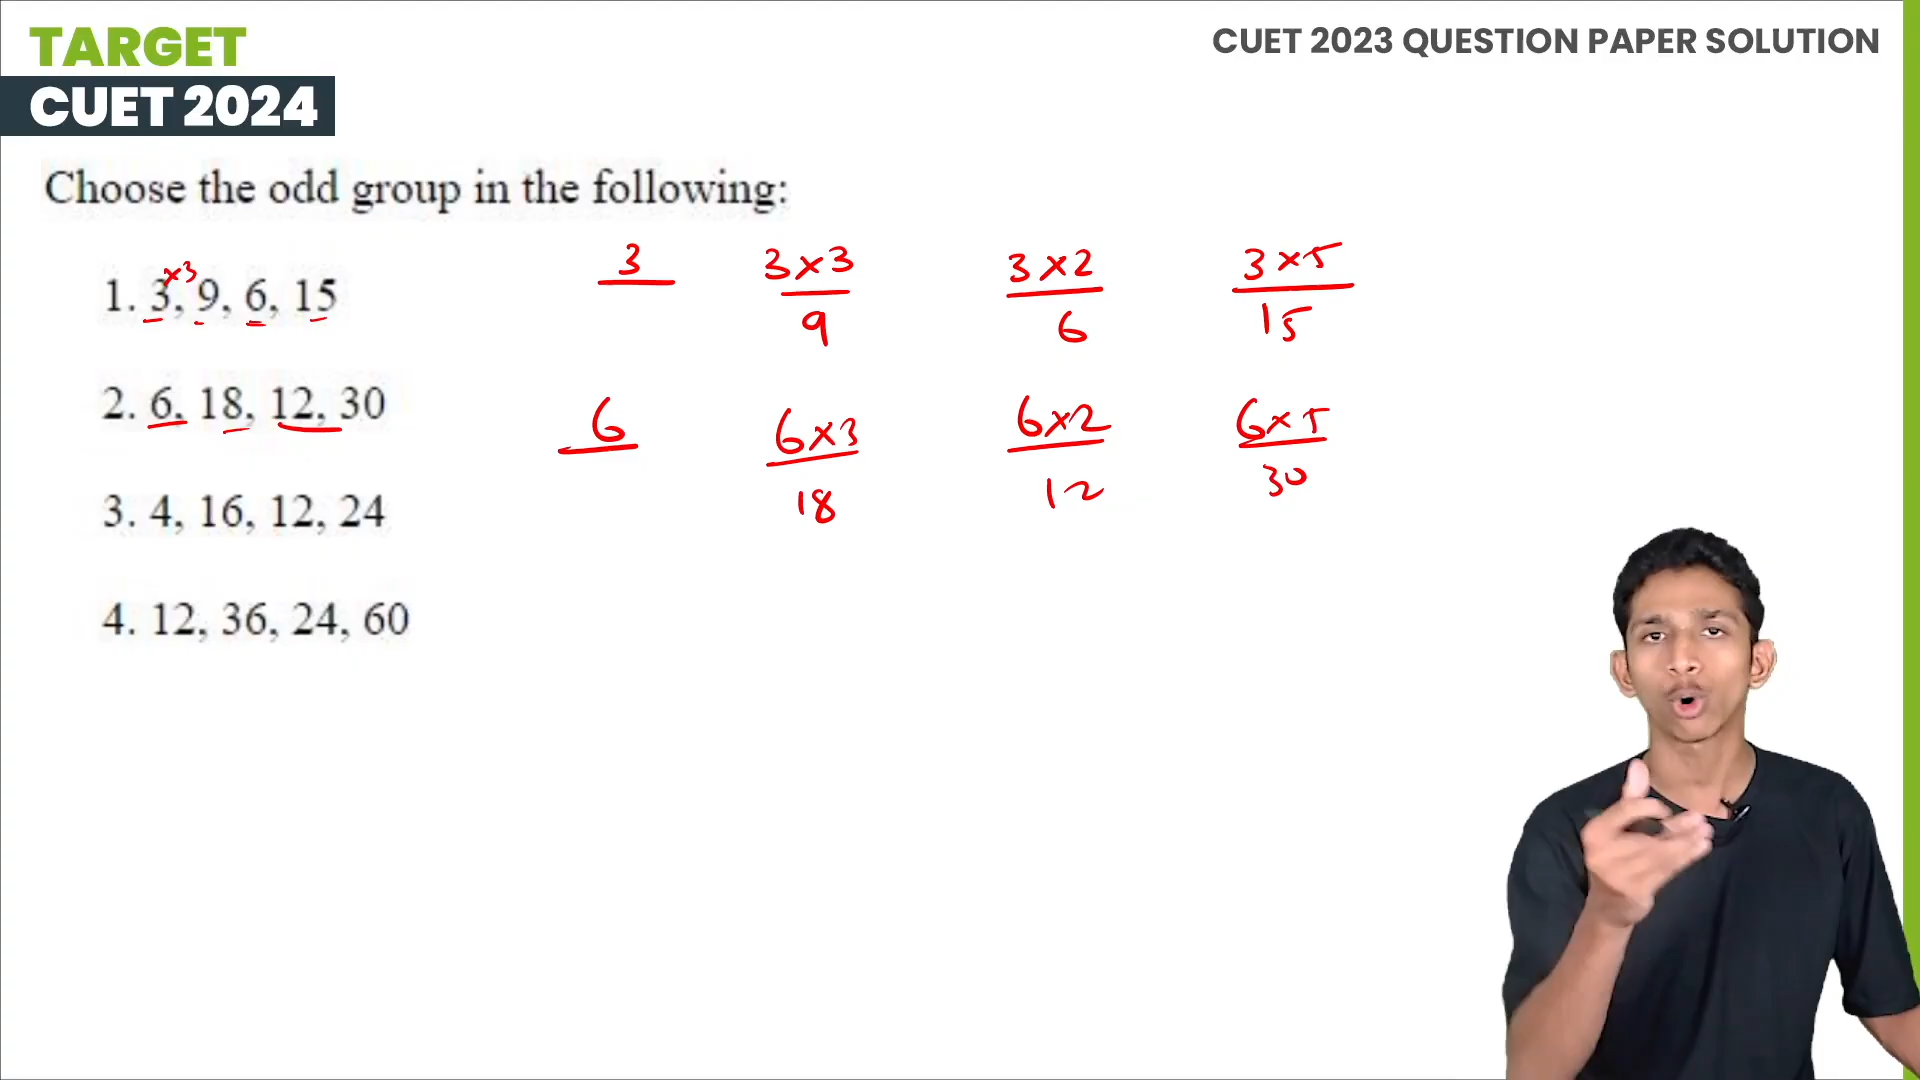 TARGET
CUET 2024
CUET 2023 QUESTION PAPER SOLUTION
Choose the odd group in the following:
×3
1. 3, 9, 6, 15
2. 6, 18, 12, 30
3. 4, 16, 12, 24
4. 12, 36, 24, 60
3 3×3 3×2 3×5
9 6 15
6 6×3 6×2 6×5
18 12 30